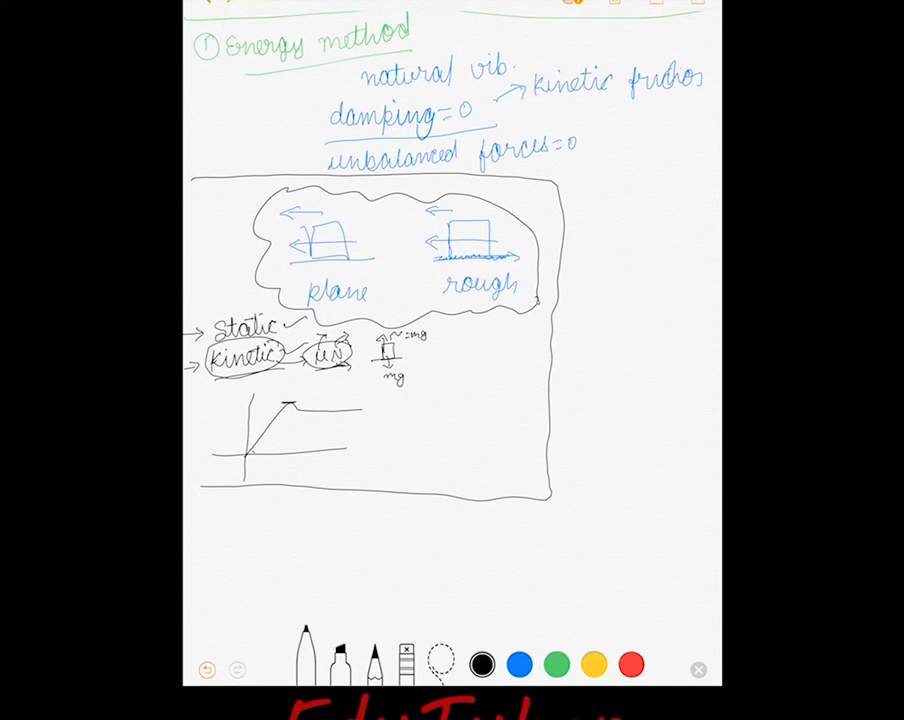 ① Energy method
natural vib.
damping=0 → kinetic friction
unbalanced forces=0
plane
rough
→ static ✓
→ kinetic μN
N=mg
mg